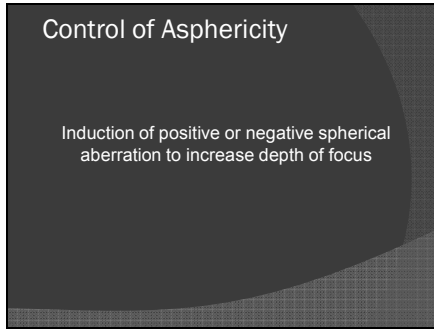 Control of Asphericity
Induction of positive or negative spherical
aberration to increase depth of focus